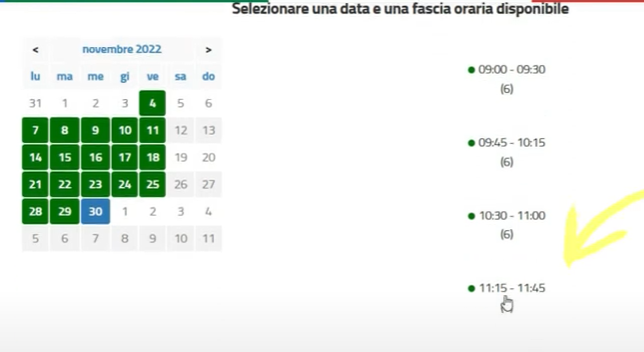 Selezionare una data e una fascia oraria disponibile
< novembre 2022 >
lu ma me gi ve sa do
31 1 2 3 4 5 6
7 8 9 10 11 12 13
14 15 16 17 18 19 20
21 22 23 24 25 26 27
28 29 30 1 2 3 4
5 6 7 8 9 10 11
09:00 - 09:30
(6)
09:45 - 10:15
(6)
10:30 - 11:00
(6)
11:15 - 11:45